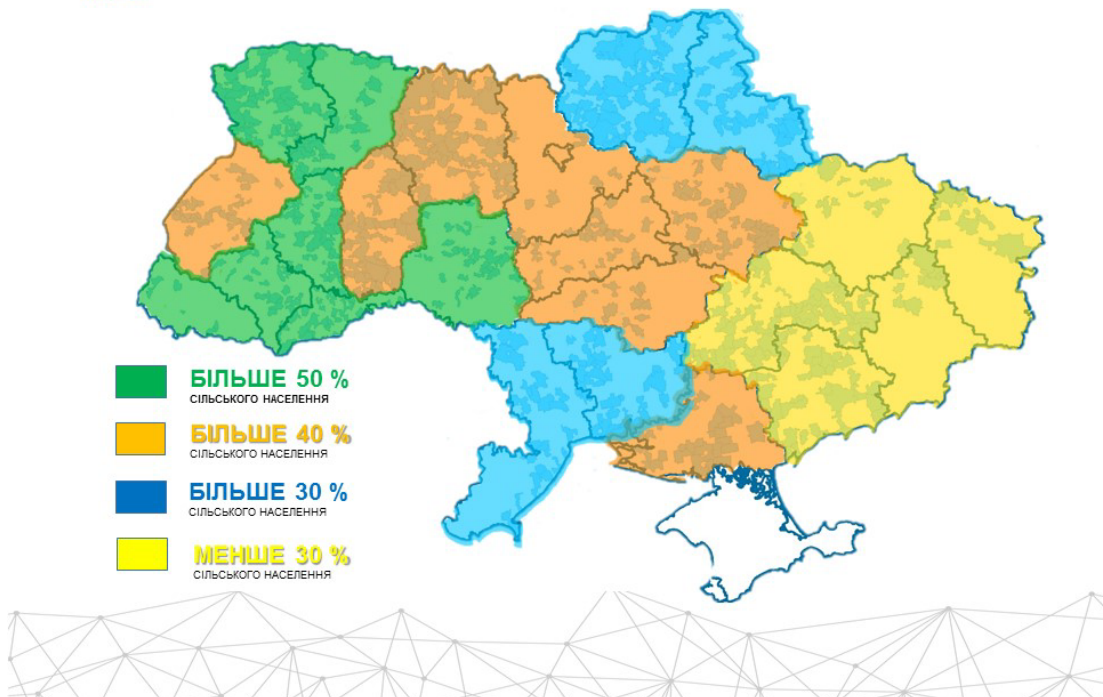 БІЛЬШЕ 50 %
СІЛЬСЬКОГО НАСЕЛЕННЯ
БІЛЬШЕ 40 %
СІЛЬСЬКОГО НАСЕЛЕННЯ
БІЛЬШЕ 30 %
СІЛЬСЬКОГО НАСЕЛЕННЯ
МЕНШЕ 30 %
СІЛЬСЬКОГО НАСЕЛЕННЯ